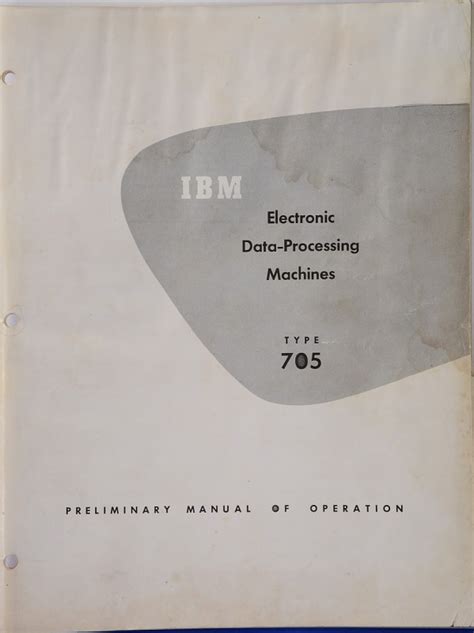 IBM
Electronic
Data-Processing
Machines
TYPE
705
PRELIMINARY MANUAL OF OPERATION